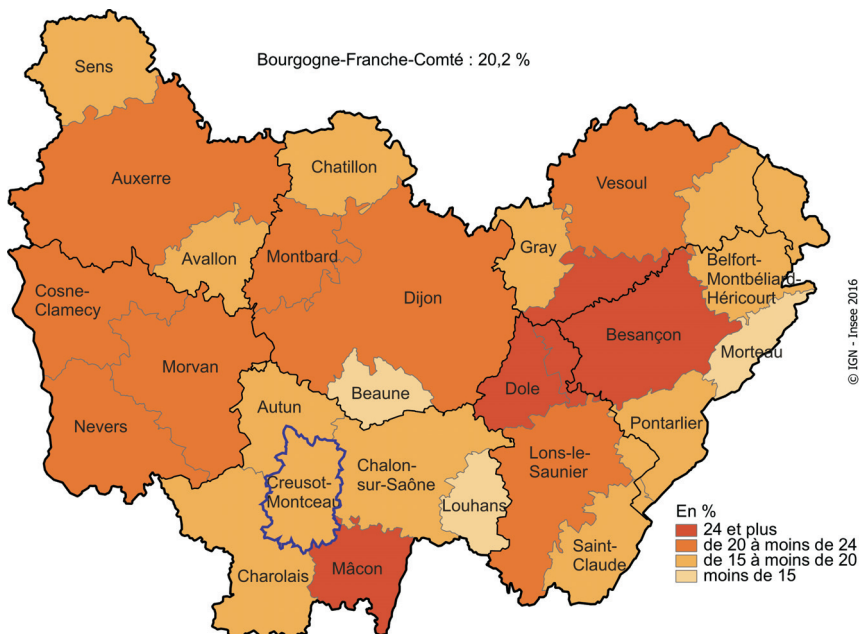 Bourgogne-Franche-Comté : 20,2 %
Sens
Chatillon
Auxerre
Vesoul
Avallon
Montbard
Gray
Belfort-
Montbéliard-
Héricourt
Cosne-
Clamecy
Dijon
Besançon
Morvan
Morteau
Dole
Beaune
Autun
Nevers
Pontarlier
Lons-le-
Saunier
Chalon-
sur-Saône
Creusot-
Montceau
Louhans
Saint-
Claude
Charolais
Mâcon
En %
24 et plus
de 20 à moins de 24
de 15 à moins de 20
moins de 15
© IGN - Insee 2016